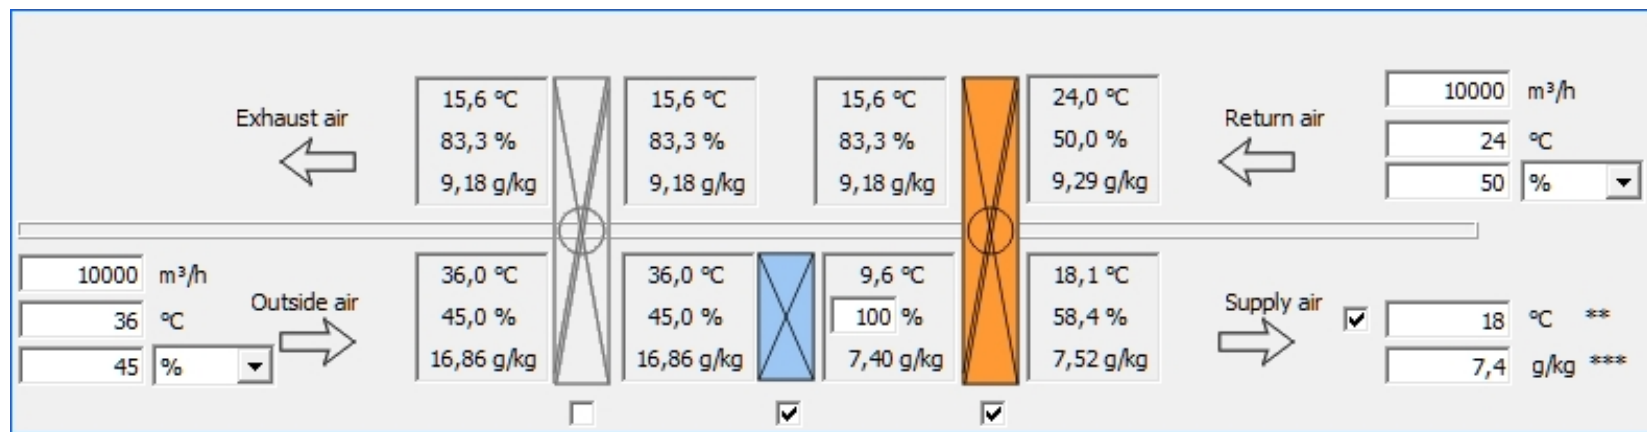 15,6 °C 15,6 °C 15,6 °C 24,0 °C 10000 m³/h
Exhaust air 83,3 % 83,3 % 83,3 % 50,0 % Return air 24 °C
9,18 g/kg 9,18 g/kg 9,18 g/kg 9,29 g/kg 50 %
10000 m³/h 36,0 °C 36,0 °C 9,6 °C 18,1 °C
36 °C Outside air 45,0 % 45,0 % 100 % 58,4 % Supply air 18 °C **
45 % 16,86 g/kg 16,86 g/kg 7,40 g/kg 7,52 g/kg 7,4 g/kg ***